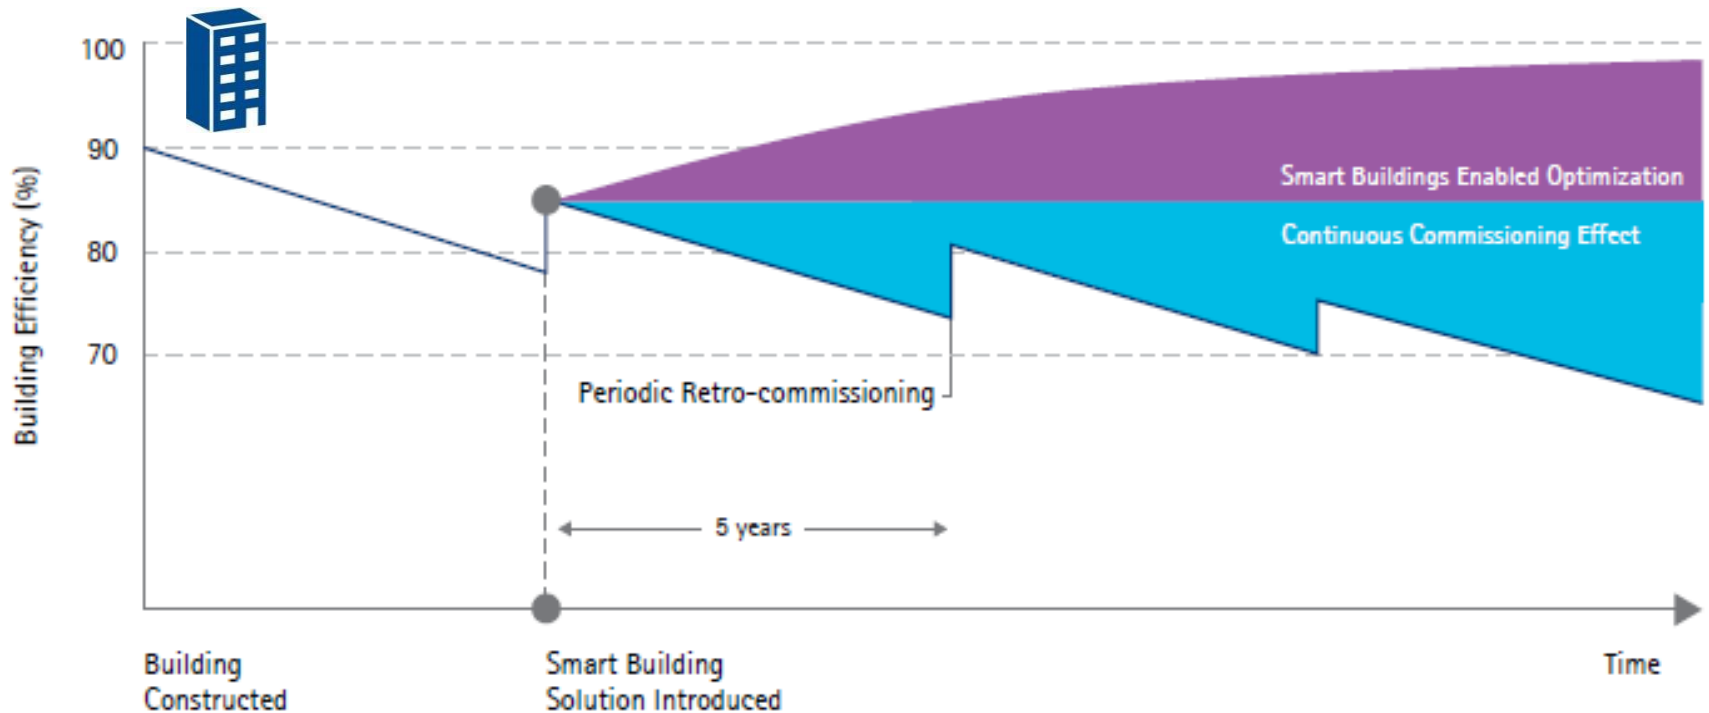 100
90
80
70
Building Efficiency (%)
Smart Buildings Enabled Optimization
Continuous Commissioning Effect
Periodic Retro-commissioning
5 years
Building
Constructed
Smart Building
Solution Introduced
Time